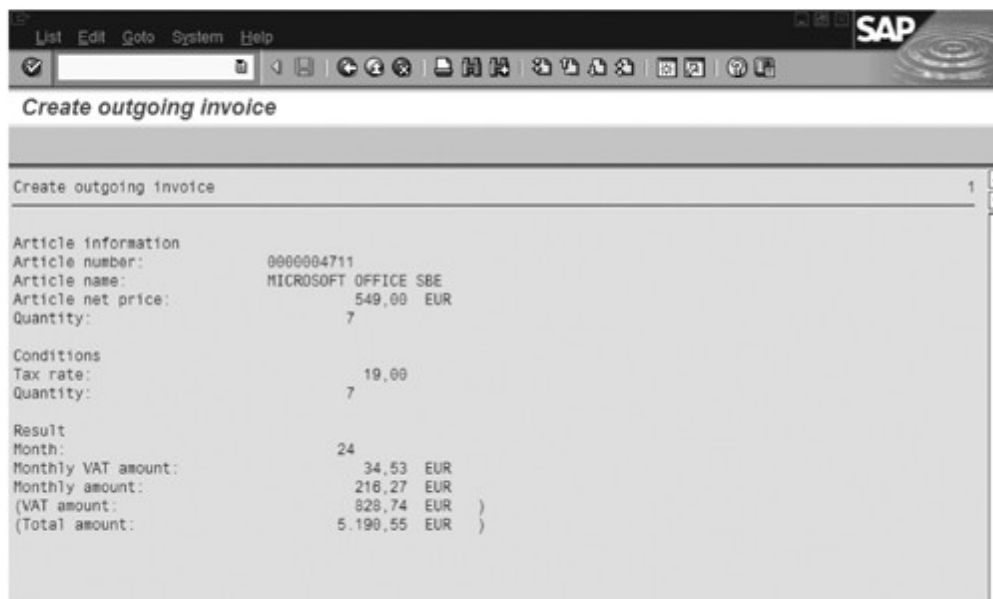 List Edit Goto System Help
SAP
Create outgoing invoice
Create outgoing invoice 1
Article information
Article number: 0000004711
Article name: MICROSOFT OFFICE SBE
Article net price: 549,00 EUR
Quantity: 7
Conditions
Tax rate: 19,00
Quantity: 7
Result
Month: 24
Monthly VAT amount: 34,53 EUR
Monthly amount: 216,27 EUR
(VAT amount: 828,74 EUR )
(Total amount: 5.190,55 EUR )